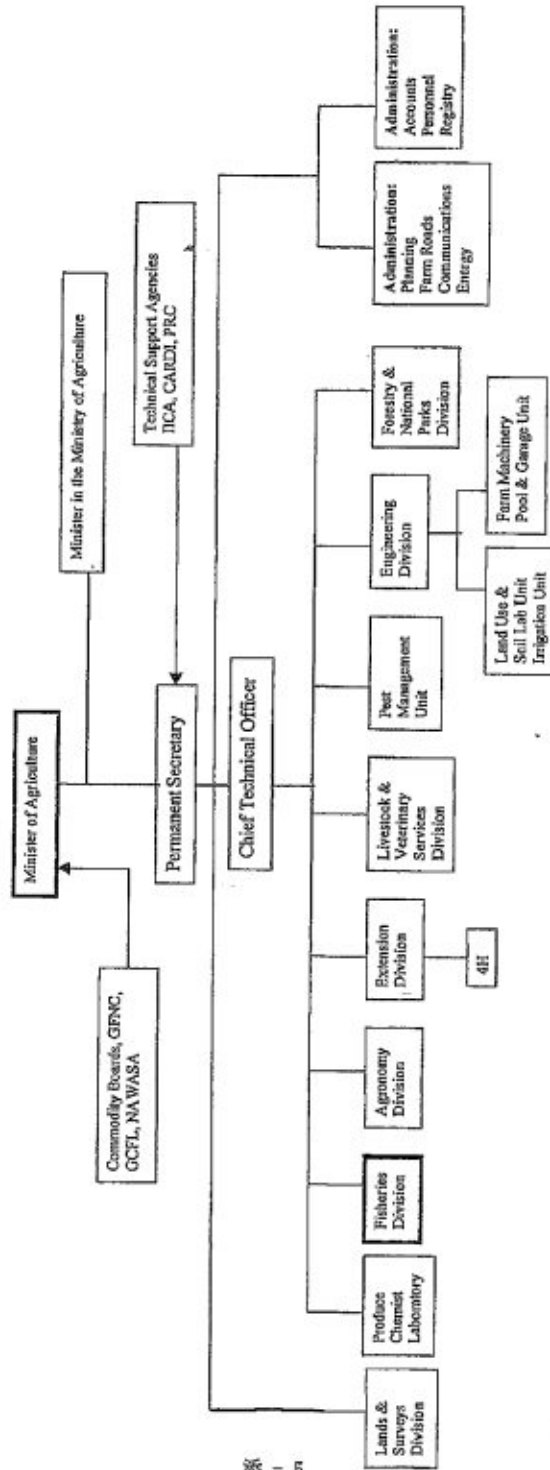 Minister of Agriculture
Minister in the Ministry of Agriculture
Commodity Boards, GFNC,
GCFL, NAWASA
Technical Support Agencies
IICA, CARDI, PRC
Permanent Secretary
Chief Technical Officer
Lands &
Surveys
Division
Produce
Chemist
Laboratory
Fisheries
Division
Agronomy
Division
Extension
Division
Livestock &
Veterinary
Services
Division
Pest
Management
Unit
Engineering
Division
Forestry &
National
Parks
Division
Administration:
Planning
Farm Roads
Communications
Energy
Administration:
Accounts
Personnel
Registry
4H
Land Use &
Soil Lab Unit
Irrigation Unit
Farm Machinery
Pool & Garage Unit